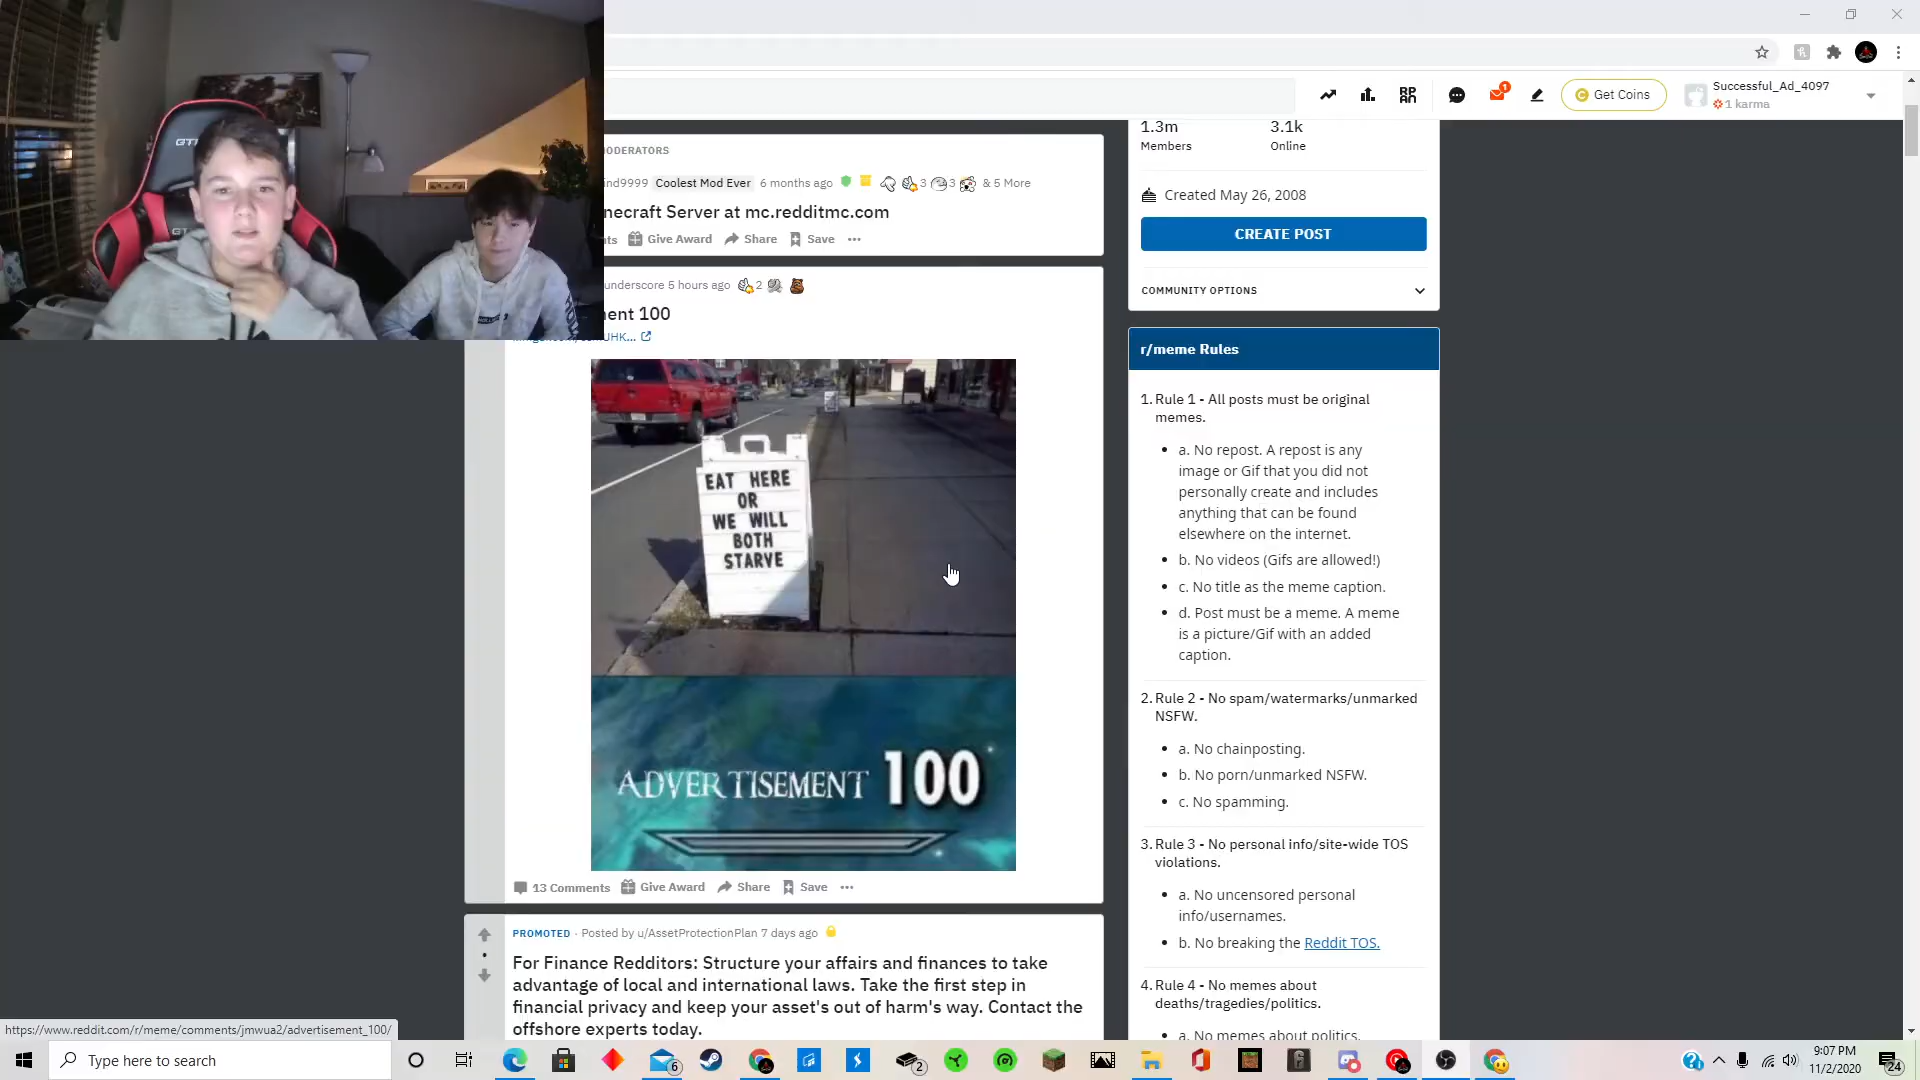 Successful_Ad_4097
1 karma
Get Coins
1
1.3m
3.1k
Members
Online
Created May 26, 2008
CREATE POST
COMMUNITY OPTIONS
Coolest Mod Ever 6 months ago 3 3 & 5 More
Server at mc.redditmc.com
Give Award Share Save
5 hours ago 2
100
EAT HERE
OR
WE WILL
BOTH
STARVE
ADVERTISEMENT 100
13 Comments Give Award Share Save
PROMOTED · Posted by u/AssetProtectionPlan 7 days ago
For Finance Redditors: Structure your affairs and finances to take
advantage of local and international laws. Take the first step in
financial privacy and keep your asset's out of harm's way. Contact the
offshore experts today.
r/meme Rules
1. Rule 1 - All posts must be original
memes.
a. No repost. A repost is any
image or Gif that you did not
personally create and includes
anything that can be found
elsewhere on the internet.
b. No videos (Gifs are allowed!)
c. No title as the meme caption.
d. Post must be a meme. A meme
is a picture/Gif with an added
caption.
2. Rule 2 - No spam/watermarks/unmarked
NSFW.
a. No chainposting.
b. No porn/unmarked NSFW.
c. No spamming.
3. Rule 3 - No personal info/site-wide TOS
violations.
a. No uncensored personal
info/usernames.
b. No breaking the Reddit TOS.
4. Rule 4 - No memes about
deaths/tragedies/politics.
a. No memes about politics.
https://www.reddit.com/r/meme/comments/jmwua2/advertisement_100/
Type here to search
6
2
9:07 PM
11/2/2020
24